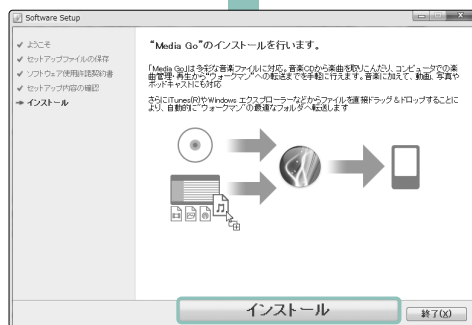 Software Setup
✔ ようこそ
✔ セットアップファイルの保存
✔ ソフトウェア使用許諾契約書
✔ セットアップ内容の確認
➔ インストール
“Media Go”のインストールを行います。
「Media Go」は多彩な音楽ファイルに対応。音楽CDから楽曲を取りこんだり、コンピュータでの楽
曲管理・再生から“ウォークマン”への転送までを手軽に行えます。音楽に加えて、動画、写真や
ポッドキャストにも対応
さらにiTunes(R)やWindows エクスプローラーなどからファイルを直接ドラッグ＆ドロップすることに
より、自動的に“ウォークマン”の最適なフォルダへ転送します
インストール
終了(X)